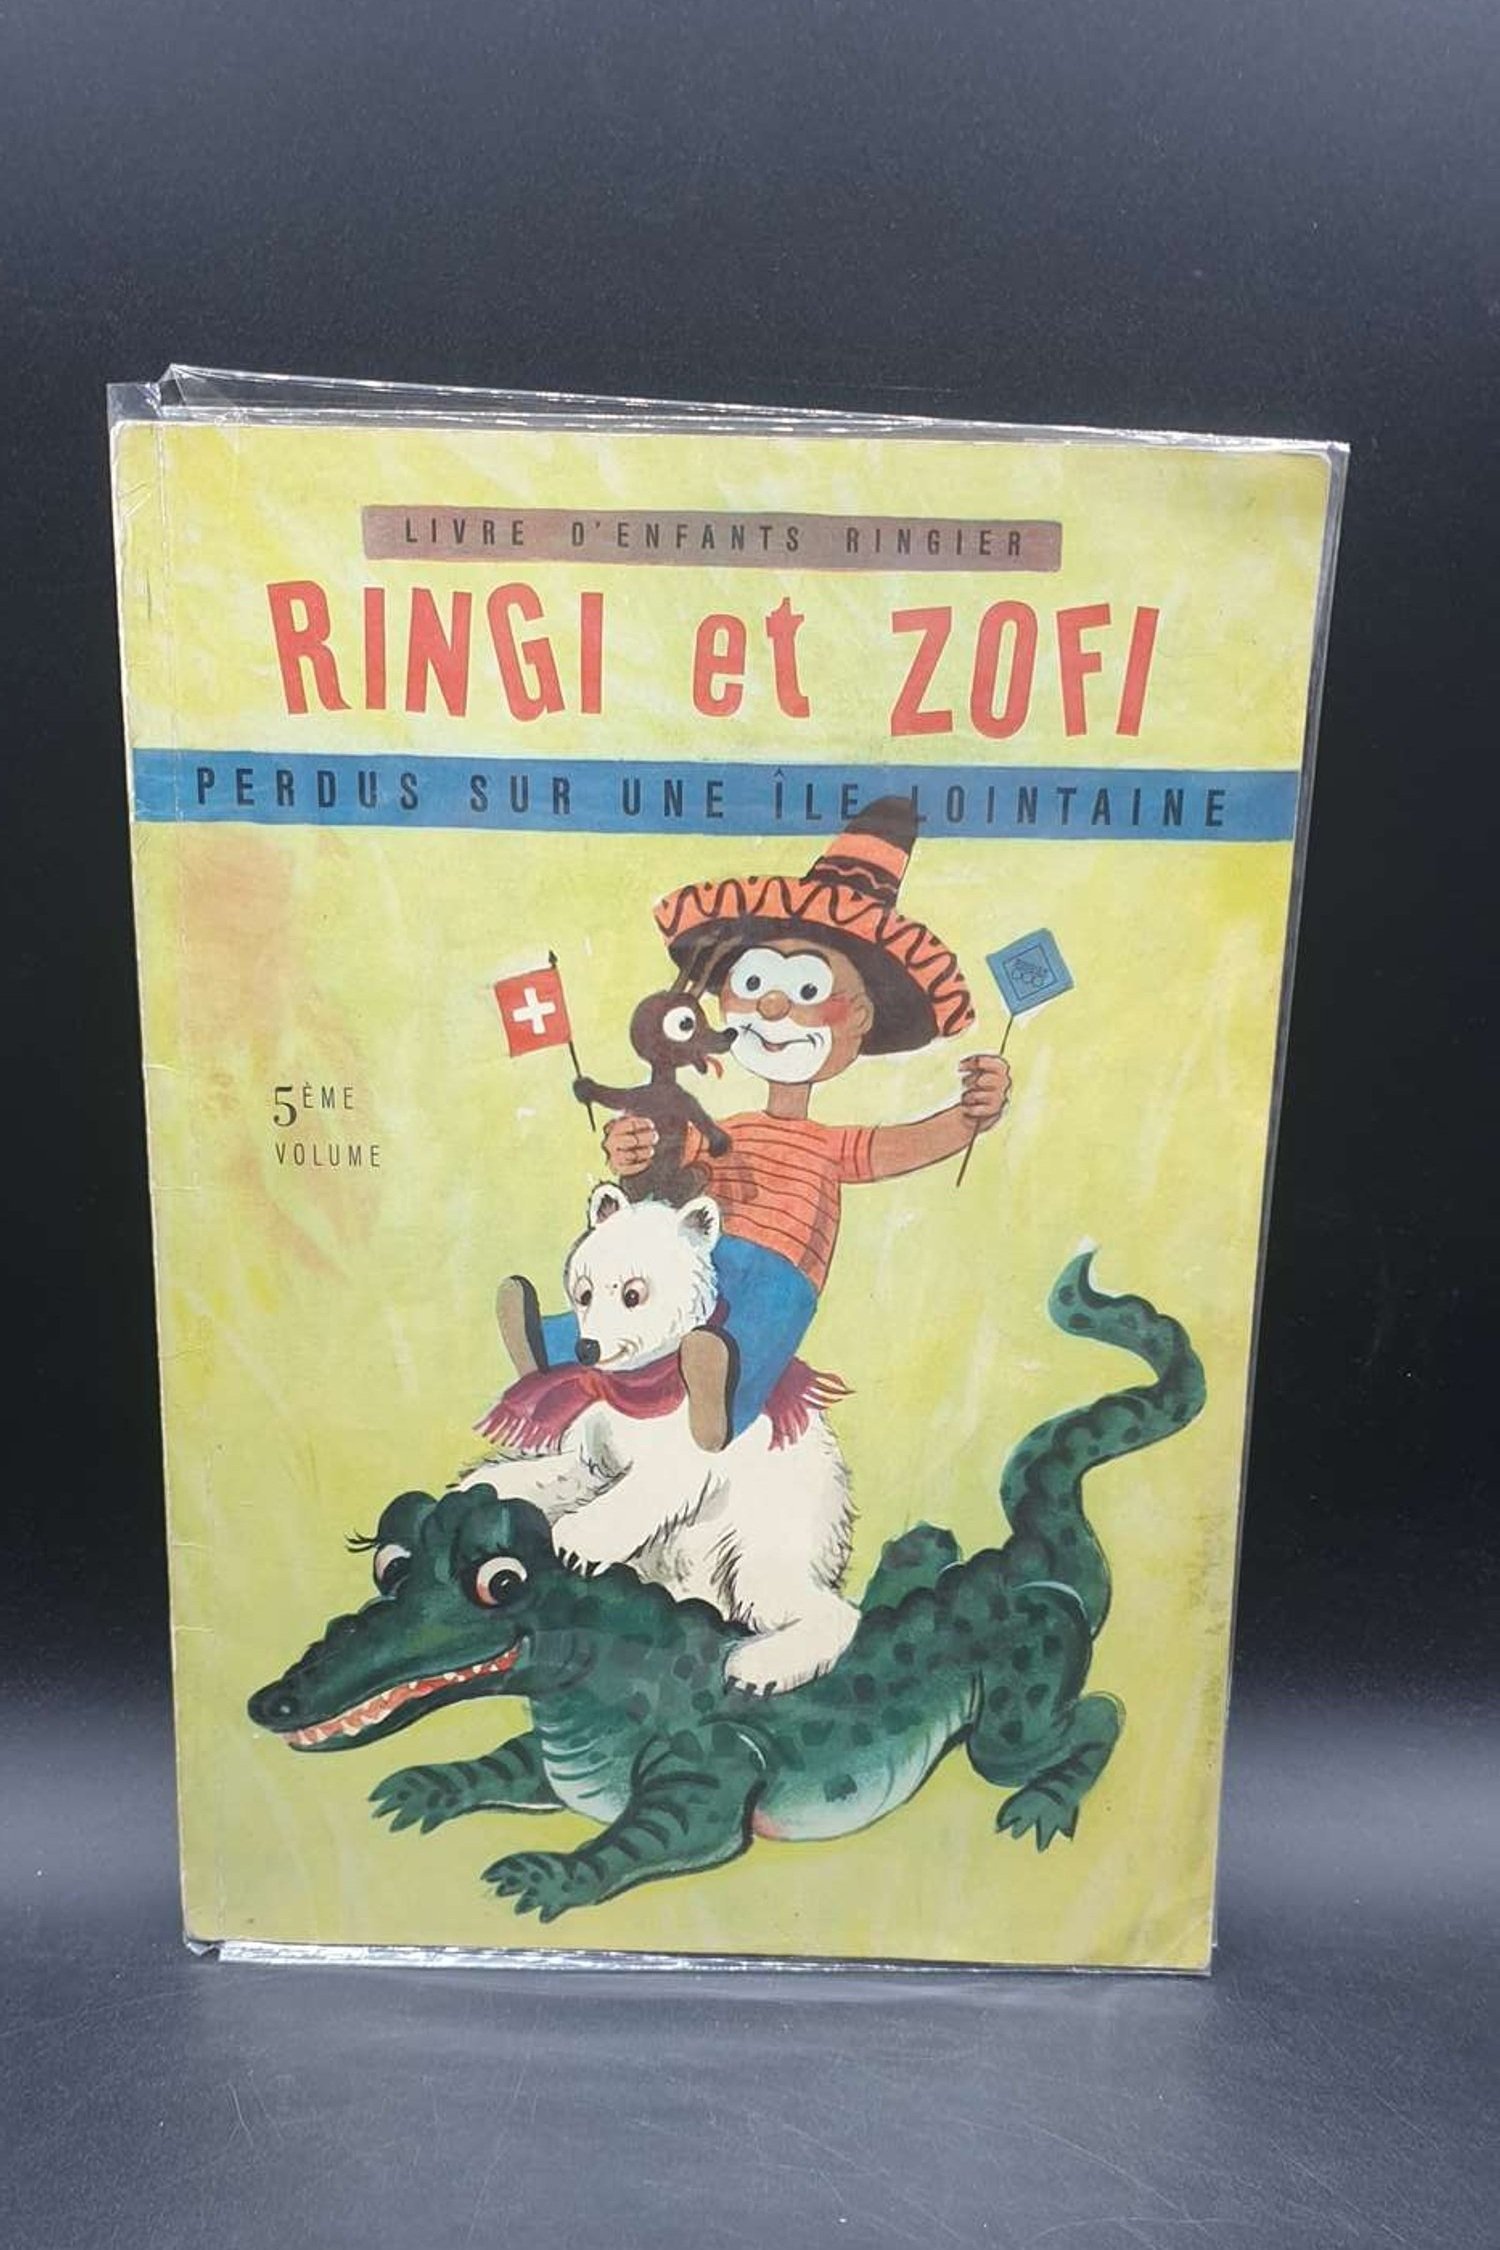 LIVRE D'ENFANTS RINGIER
RINGI et ZOFI
PERDUS SUR UNE ÎLE LOINTAINE
5ÈME
VOLUME